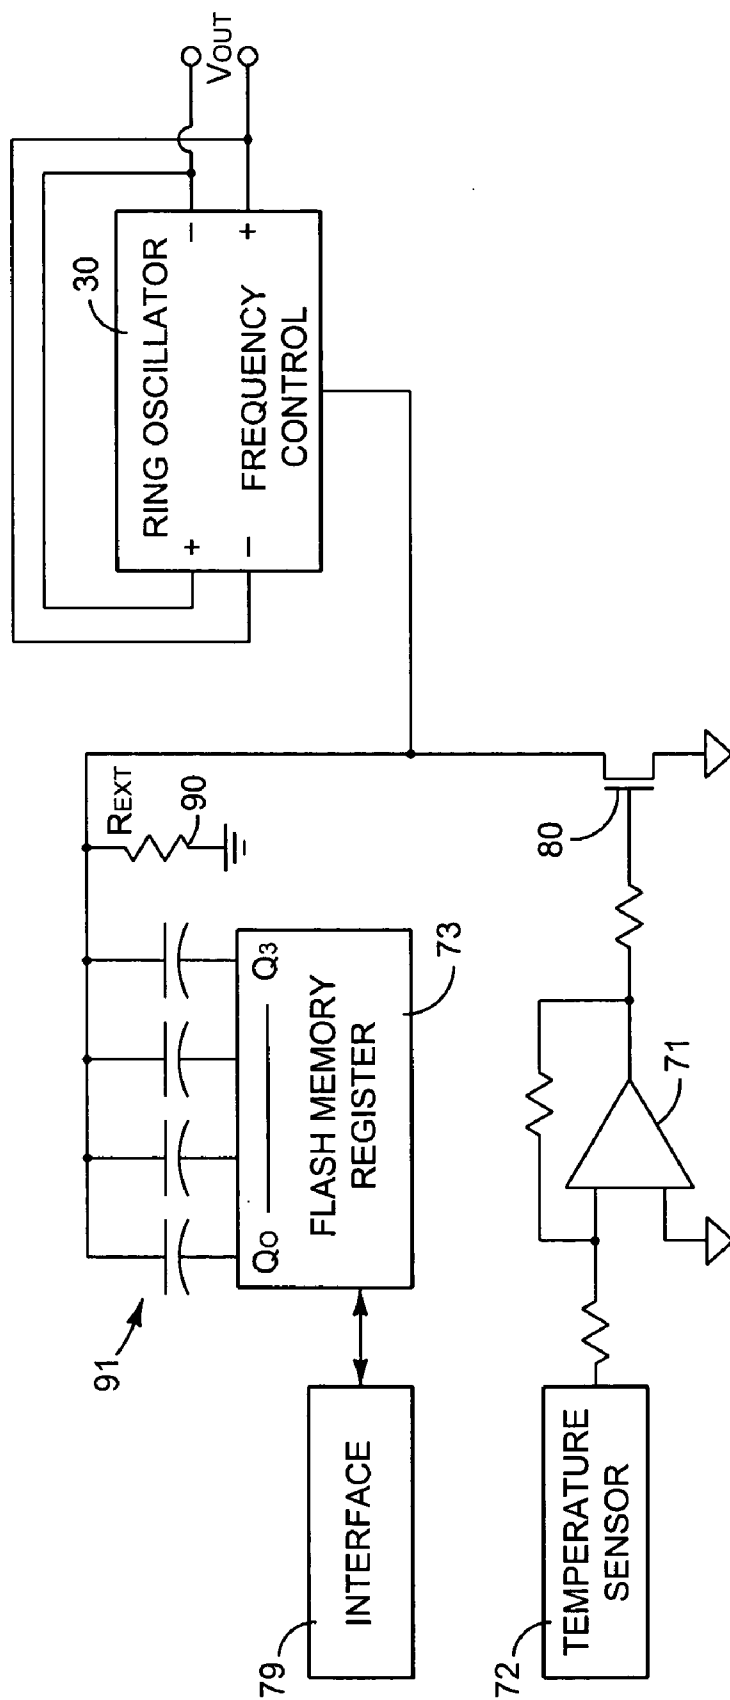 VOUT
30
RING OSCILLATOR
- +
+ -
FREQUENCY
CONTROL
REXT
90
91
Q0 Q3
FLASH MEMORY
REGISTER
73
80
79
INTERFACE
71
72
TEMPERATURE
SENSOR